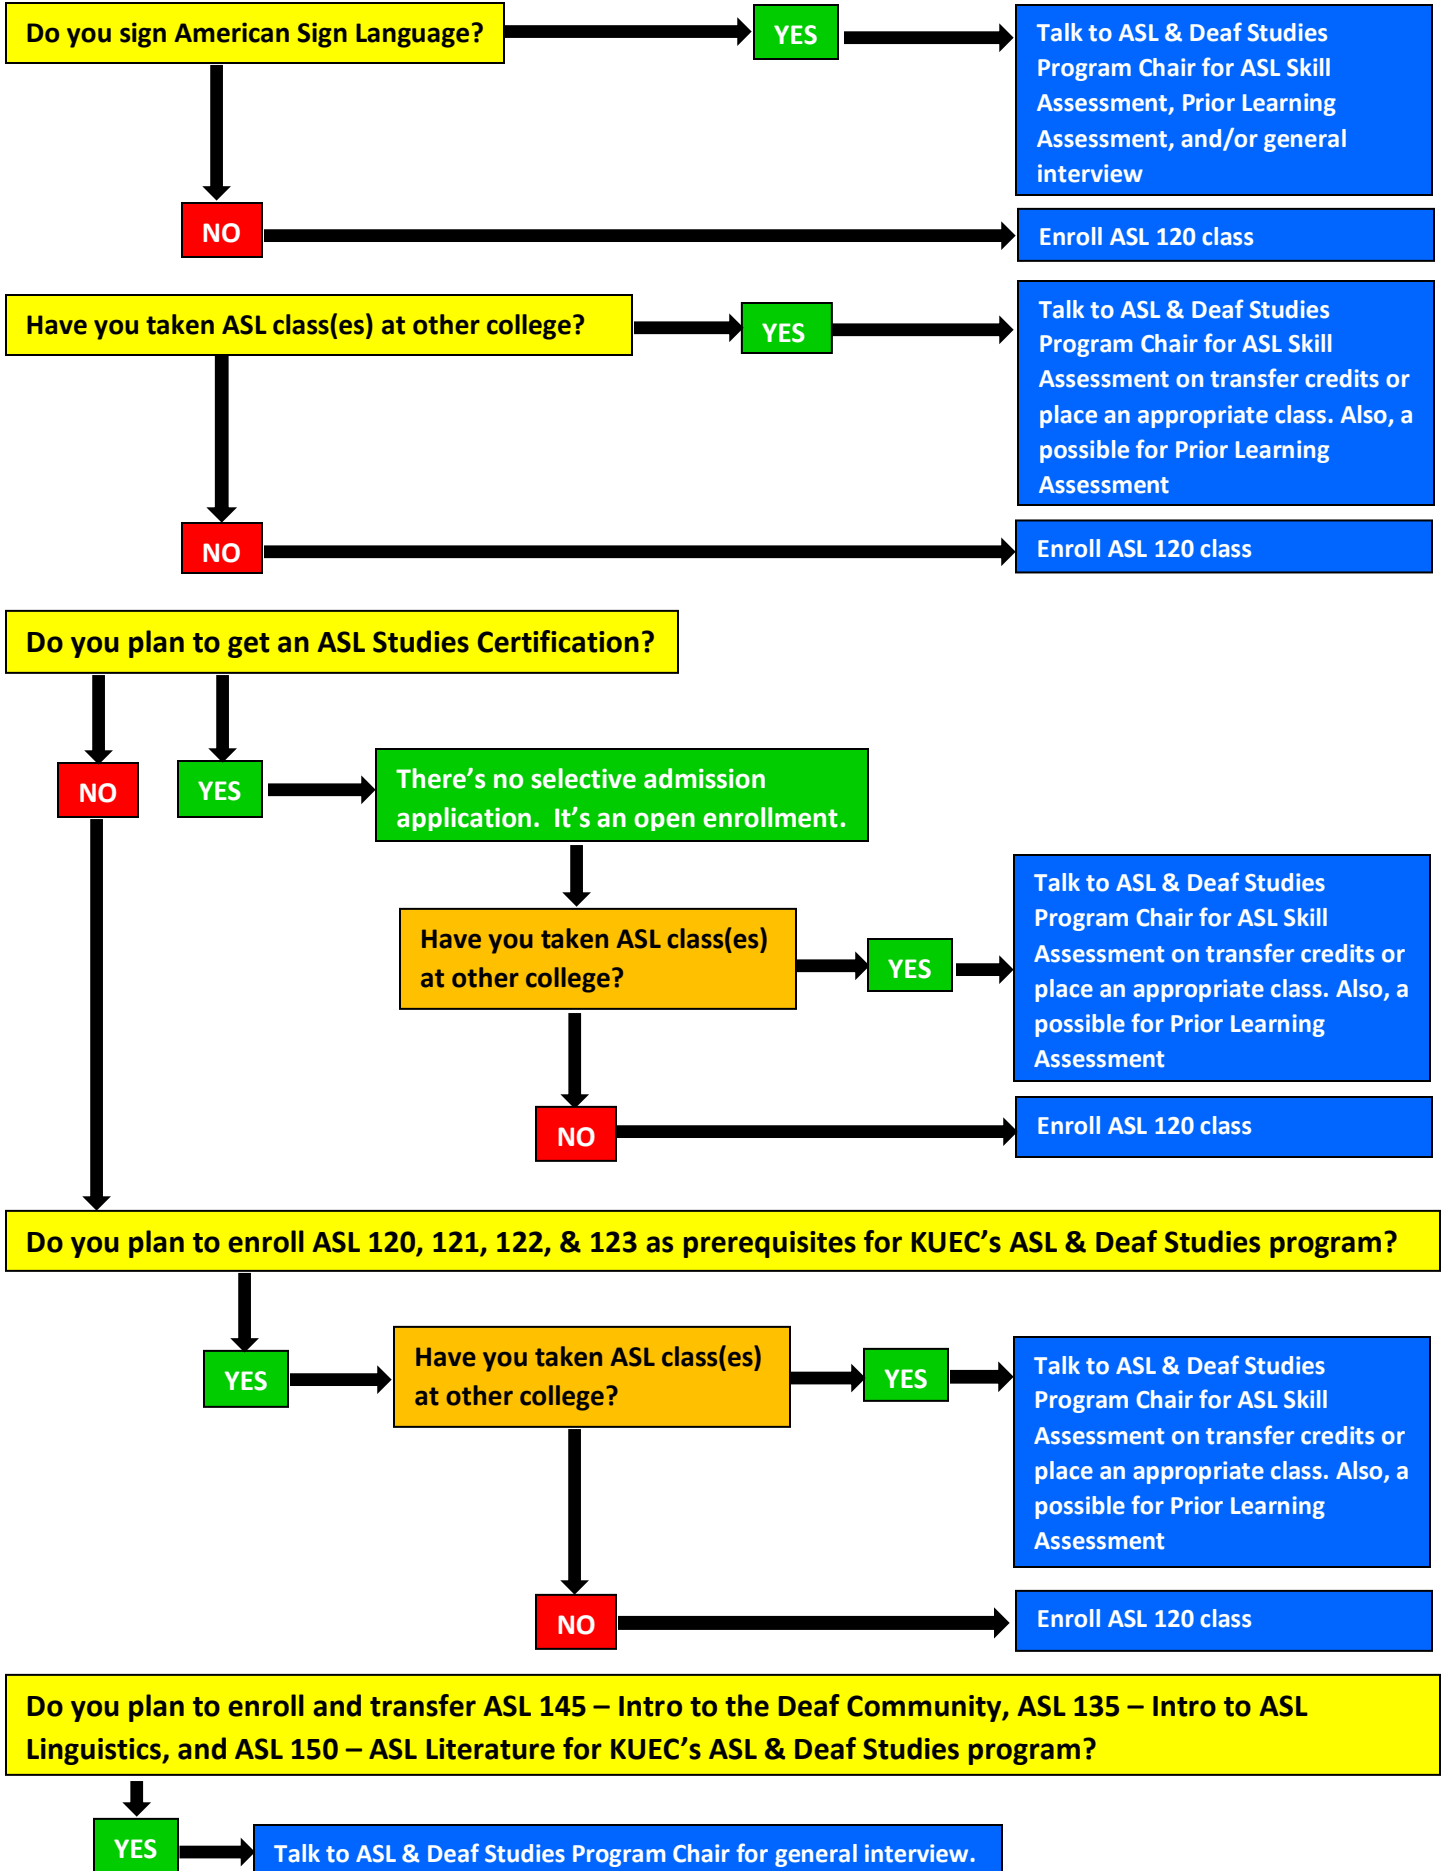 Do you sign American Sign Language?
YES
Talk to ASL & Deaf Studies
Program Chair for ASL Skill
Assessment, Prior Learning
Assessment, and/or general
interview
NO
Enroll ASL 120 class
Have you taken ASL class(es) at other college?
YES
Talk to ASL & Deaf Studies
Program Chair for ASL Skill
Assessment on transfer credits or
place an appropriate class. Also, a
possible for Prior Learning
Assessment
NO
Enroll ASL 120 class
Do you plan to get an ASL Studies Certification?
NO
YES
There's no selective admission
application.  It's an open enrollment.
Have you taken ASL class(es)
at other college?
YES
Talk to ASL & Deaf Studies
Program Chair for ASL Skill
Assessment on transfer credits or
place an appropriate class. Also, a
possible for Prior Learning
Assessment
NO
Enroll ASL 120 class
Do you plan to enroll ASL 120, 121, 122, & 123 as prerequisites for KUEC's ASL & Deaf Studies program?
YES
Have you taken ASL class(es)
at other college?
YES
Talk to ASL & Deaf Studies
Program Chair for ASL Skill
Assessment on transfer credits or
place an appropriate class. Also, a
possible for Prior Learning
Assessment
NO
Enroll ASL 120 class
Do you plan to enroll and transfer ASL 145 – Intro to the Deaf Community, ASL 135 – Intro to ASL
Linguistics, and ASL 150 – ASL Literature for KUEC's ASL & Deaf Studies program?
YES
Talk to ASL & Deaf Studies Program Chair for general interview.